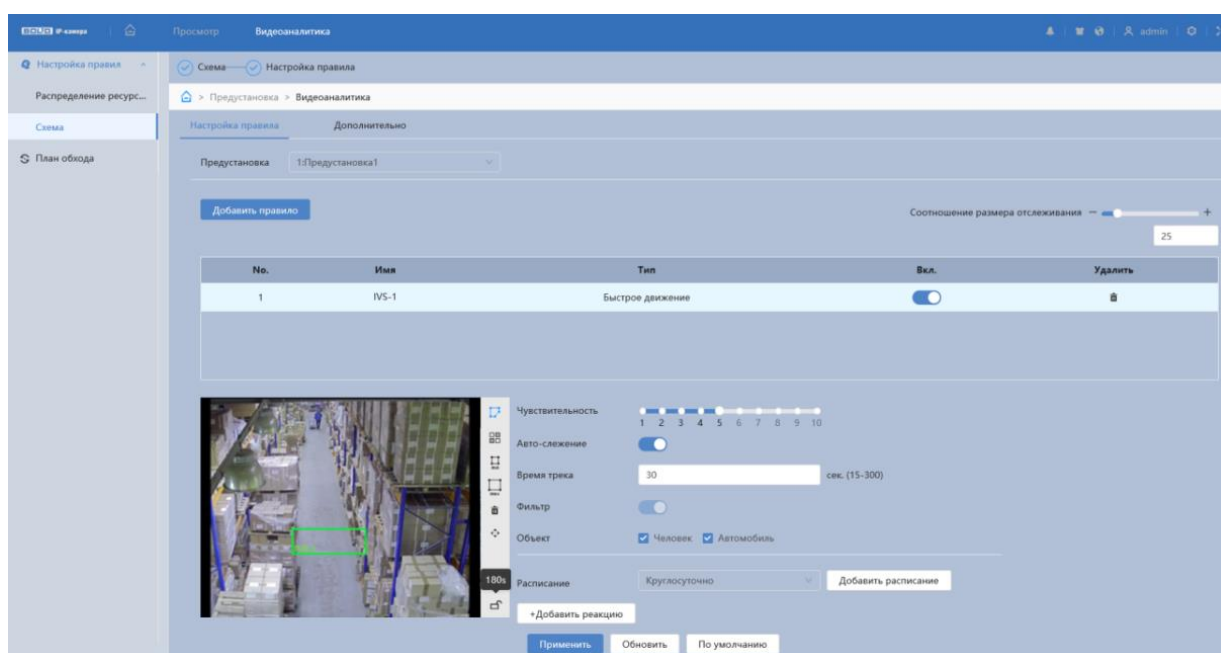 BOLID IP-камера Просмотр Видеоаналитика admin
Настройка правил
Распределение ресурс...
Схема
План обхода
Схема Настройка правила
> Предустановка > Видеоаналитика
Настройка правила Дополнительно
Предустановка 1:Предустановка1
Добавить правило Соотношение размера отслеживания − +
25
No. Имя Тип Вкл. Удалить
1 IVS-1 Быстрое движение
Чувствительность
1 2 3 4 5 6 7 8 9 10
Авто-слежение
Время трека 30 сек. (15-300)
Фильтр
Объект Человек Автомобиль
180s
Расписание Круглосуточно Добавить расписание
+Добавить реакцию
Применить Обновить По умолчанию